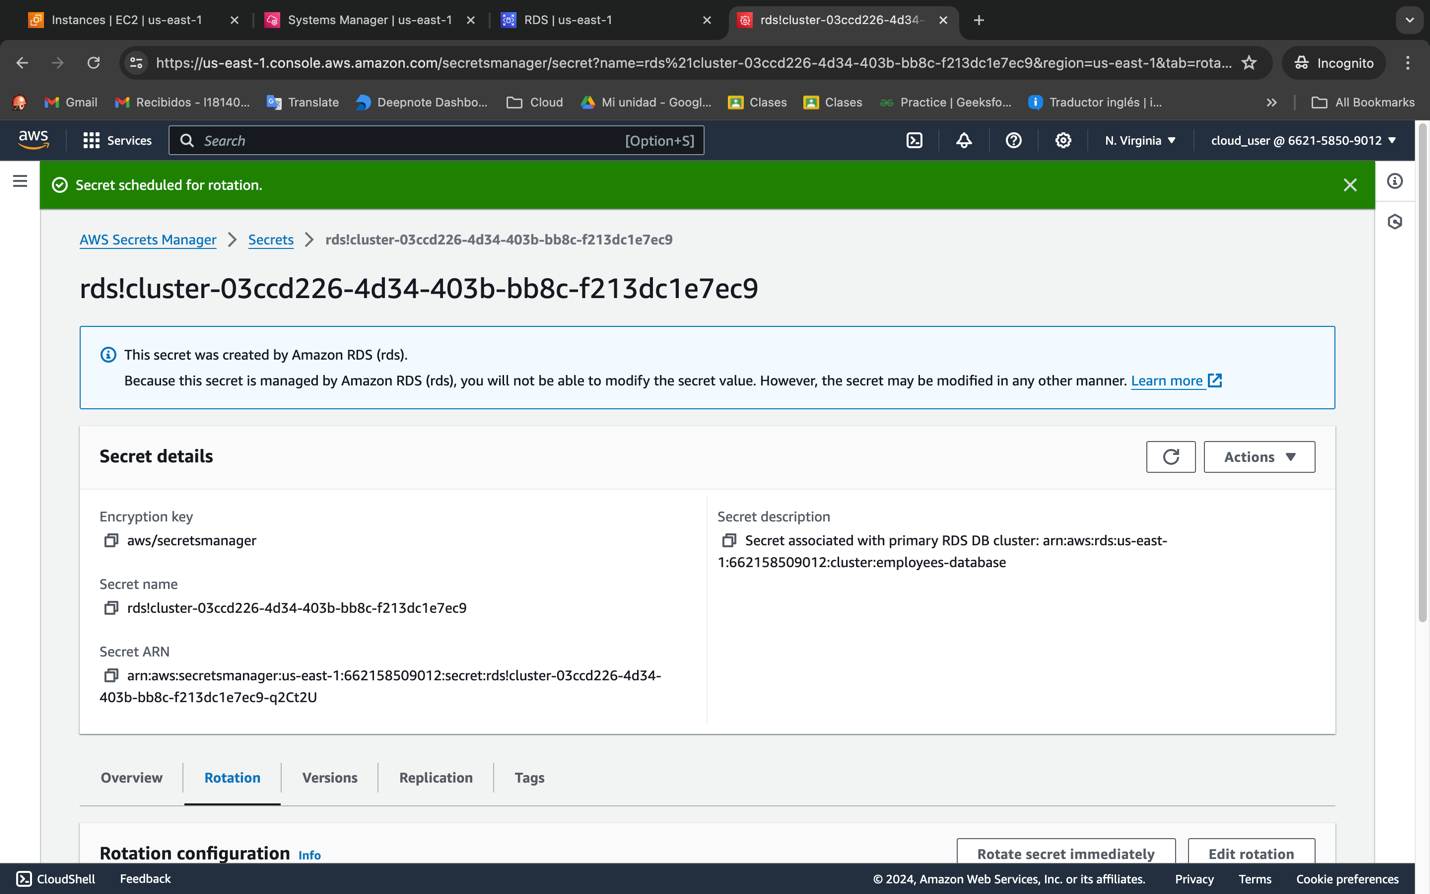 Instances | EC2 | us-east-1
Systems Manager | us-east-1
RDS | us-east-1
rds!cluster-03ccd226-4d34-
https://us-east-1.console.aws.amazon.com/secretsmanager/secret?name=rds%21cluster-03ccd226-4d34-403b-bb8c-f213dc1e7ec9&region=us-east-1&tab=rota...
Incognito
Gmail
Recibidos - l18140...
Translate
Deepnote Dashbo...
Cloud
Mi unidad - Googl...
Clases
Clases
Practice | Geeksfo...
Traductor inglés | i...
All Bookmarks
aws
Services
Search
[Option+S]
N. Virginia
cloud_user @ 6621-5850-9012
Secret scheduled for rotation.
AWS Secrets Manager
Secrets
rds!cluster-03ccd226-4d34-403b-bb8c-f213dc1e7ec9
rds!cluster-03ccd226-4d34-403b-bb8c-f213dc1e7ec9
This secret was created by Amazon RDS (rds).
Because this secret is managed by Amazon RDS (rds), you will not be able to modify the secret value. However, the secret may be modified in any other manner. Learn more
Secret details
Actions
Encryption key
aws/secretsmanager
Secret name
rds!cluster-03ccd226-4d34-403b-bb8c-f213dc1e7ec9
Secret ARN
arn:aws:secretsmanager:us-east-1:662158509012:secret:rds!cluster-03ccd226-4d34-
403b-bb8c-f213dc1e7ec9-q2Ct2U
Secret description
Secret associated with primary RDS DB cluster: arn:aws:rds:us-east-
1:662158509012:cluster:employees-database
Overview
Rotation
Versions
Replication
Tags
Rotation configuration
Info
Rotate secret immediately
Edit rotation
CloudShell
Feedback
© 2024, Amazon Web Services, Inc. or its affiliates.
Privacy
Terms
Cookie preferences